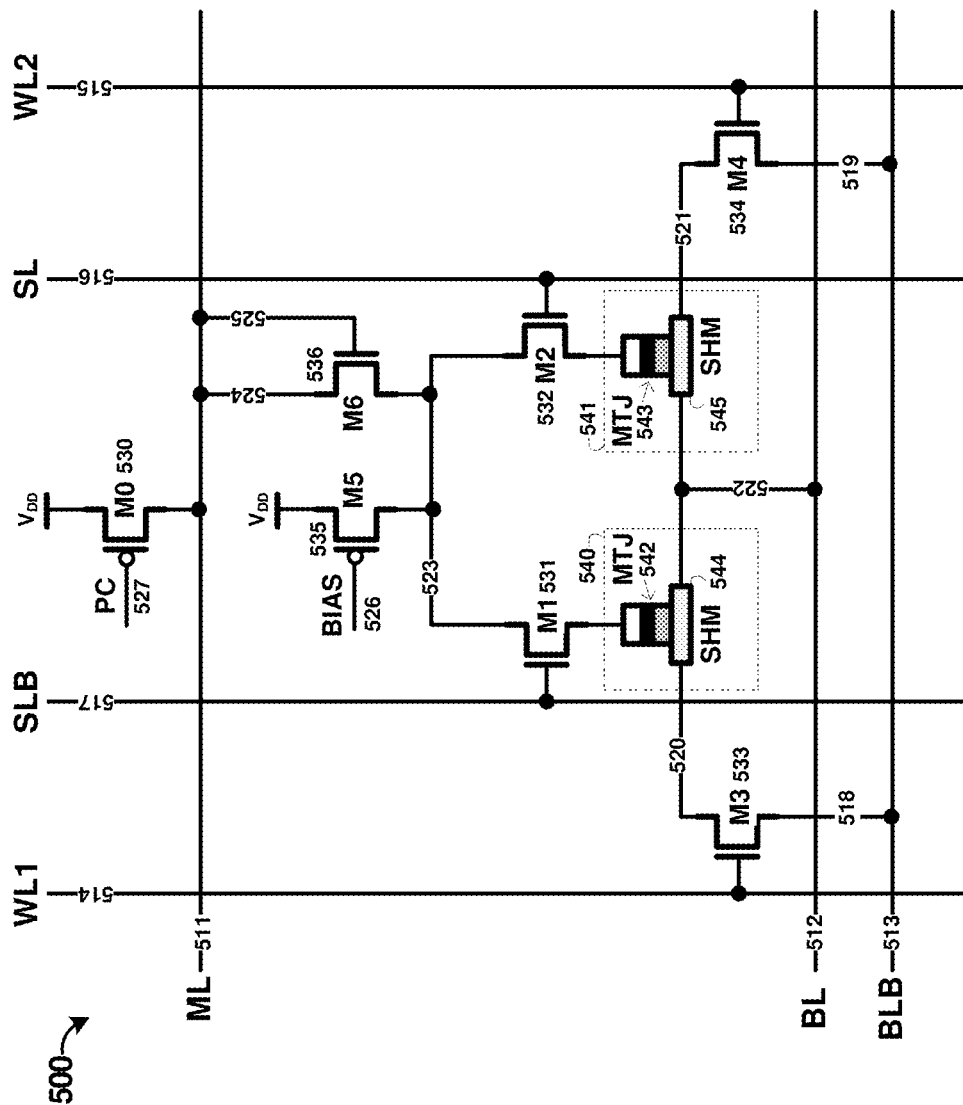 500
WL1
SLB
SL
WL2
514
517
516
515
VDD
PC
527
M0 530
ML 511
VDD
BIAS
526
535
M5
524
525
536
M6
523
M1 531
532 M2
540
MTJ
542
541
MTJ
543
SHM
544
SHM
545
520
521
522
M3 533
534 M4
518
519
BL 512
BLB 513